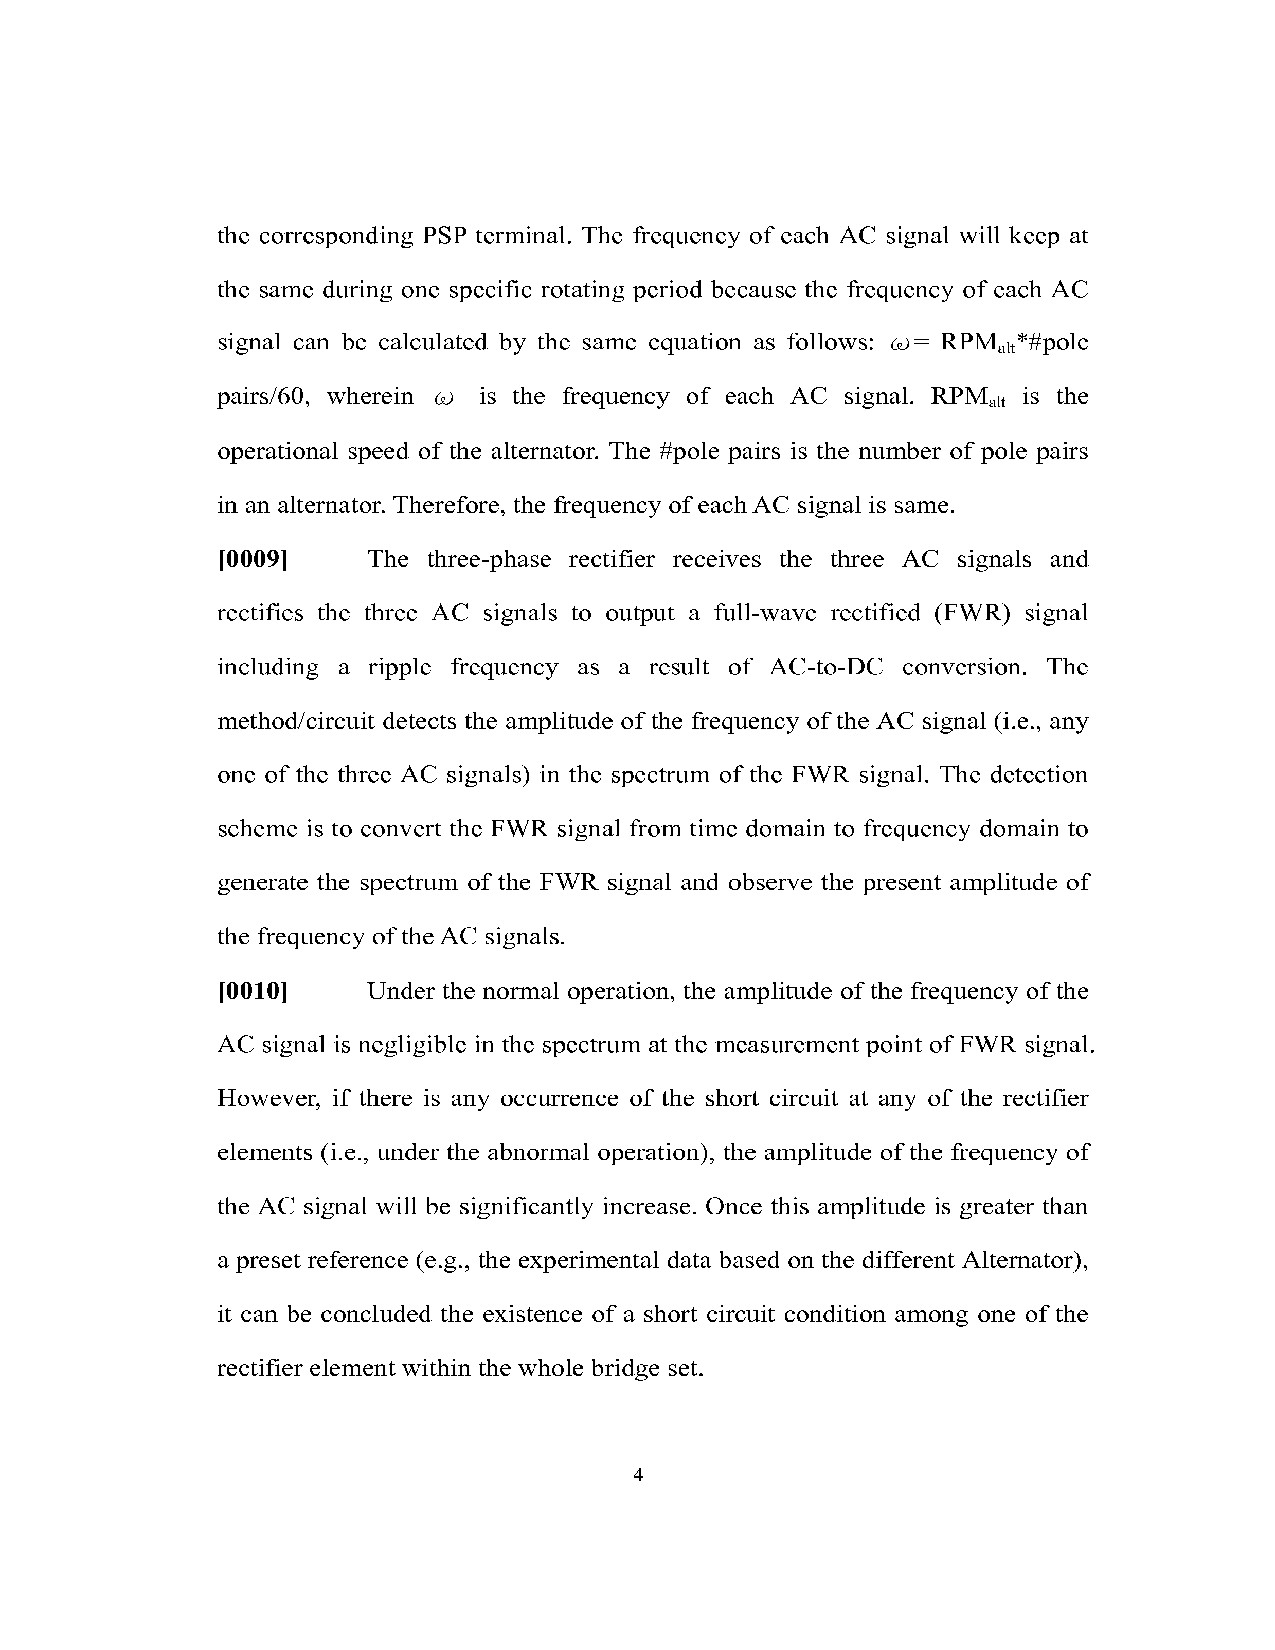 the corresponding PSP terminal. The frequency of each AC signal will keep at
the same during one specific rotating period because the frequency of each AC
signal can be calculated by the same equation as follows: ω= RPMalt*#pole
pairs/60, wherein ω is the frequency of each AC signal. RPMalt is the
operational speed of the alternator. The #pole pairs is the number of pole pairs
in an alternator. Therefore, the frequency of each AC signal is same.
[0009] The three-phase rectifier receives the three AC signals and
rectifies the three AC signals to output a full-wave rectified (FWR) signal
including a ripple frequency as a result of AC-to-DC conversion. The
method/circuit detects the amplitude of the frequency of the AC signal (i.e., any
one of the three AC signals) in the spectrum of the FWR signal. The detection
scheme is to convert the FWR signal from time domain to frequency domain to
generate the spectrum of the FWR signal and observe the present amplitude of
the frequency of the AC signals.
[0010] Under the normal operation, the amplitude of the frequency of the
AC signal is negligible in the spectrum at the measurement point of FWR signal.
However, if there is any occurrence of the short circuit at any of the rectifier
elements (i.e., under the abnormal operation), the amplitude of the frequency of
the AC signal will be significantly increase. Once this amplitude is greater than
a preset reference (e.g., the experimental data based on the different Alternator),
it can be concluded the existence of a short circuit condition among one of the
rectifier element within the whole bridge set.
4